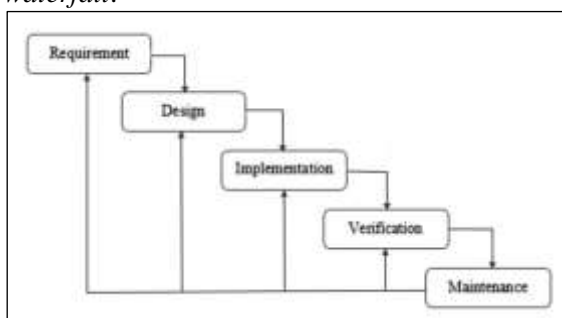 waterfall.
Requirement
Design
Implementation
Verification
Maintenance